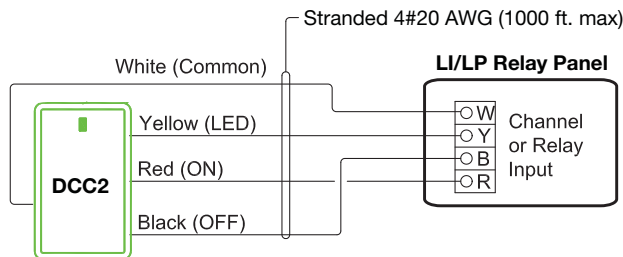 Stranded 4#20 AWG (1000 ft. max)
White (Common)
LI/LP Relay Panel
Yellow (LED)
Red (ON)
Black (OFF)
DCC2
W
Y
B
R
Channel
or Relay
Input